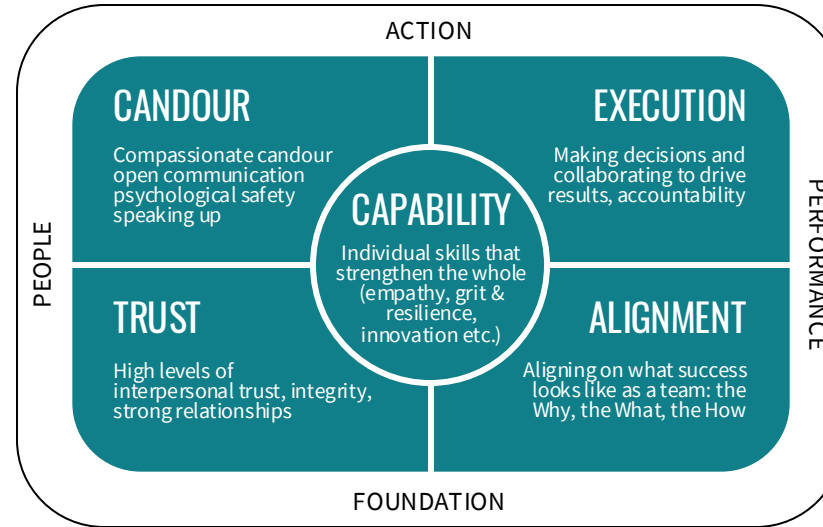 ACTION
PEOPLE
CANDOUR
Compassionate candour
open communication
psychological safety
speaking up
EXECUTION
Making decisions and
collaborating to drive
results, accountability
CAPABILITY
Individual skills that
strengthen the whole
(empathy, grit &
resilience,
innovation etc.)
TRUST
High levels of
interpersonal trust, integrity,
strong relationships
ALIGNMENT
Aligning on what success
looks like as a team: the
Why, the What, the How
PERFORMANCE
FOUNDATION